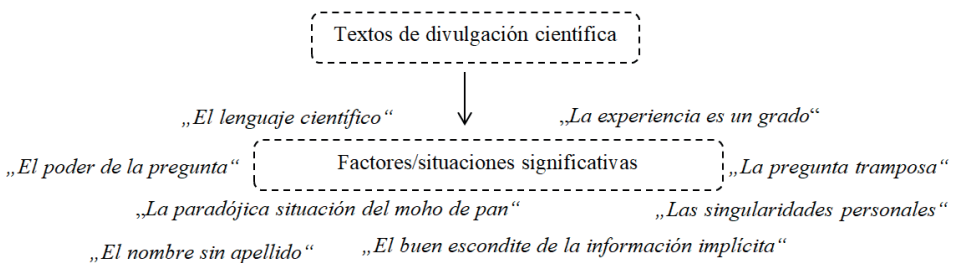 Textos de divulgación científica
„El lenguaje científico“
„La experiencia es un grado“
„El poder de la pregunta“
Factores/situaciones significativas
„La pregunta tramposa“
„La paradójica situación del moho de pan“
„Las singularidades personales“
„El nombre sin apellido“
„El buen escondite de la información implícita“